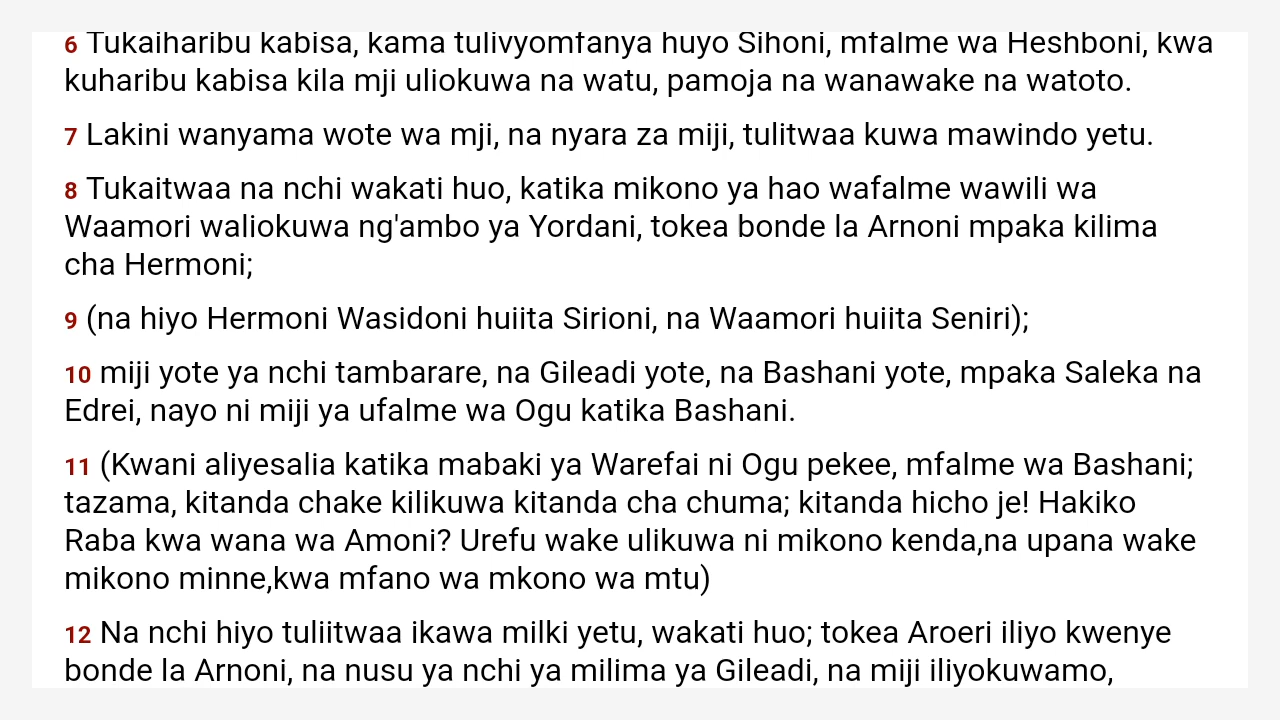 6 Tukaiharibu kabisa, kama tulivyomfanya huyo Sihoni, mfalme wa Heshboni, kwa
kuharibu kabisa kila mji uliokuwa na watu, pamoja na wanawake na watoto.
7 Lakini wanyama wote wa mji, na nyara za miji, tulitwaa kuwa mawindo yetu.
8 Tukaitwaa na nchi wakati huo, katika mikono ya hao wafalme wawili wa
Waamori waliokuwa ng'ambo ya Yordani, tokea bonde la Arnoni mpaka kilima
cha Hermoni;
9 (na hiyo Hermoni Wasidoni huiita Sirioni, na Waamori huiita Seniri);
10 miji yote ya nchi tambarare, na Gileadi yote, na Bashani yote, mpaka Saleka na
Edrei, nayo ni miji ya ufalme wa Ogu katika Bashani.
11 (Kwani aliyesalia katika mabaki ya Warefai ni Ogu pekee, mfalme wa Bashani;
tazama, kitanda chake kilikuwa kitanda cha chuma; kitanda hicho je! Hakiko
Raba kwa wana wa Amoni? Urefu wake ulikuwa ni mikono kenda,na upana wake
mikono minne,kwa mfano wa mkono wa mtu)
12 Na nchi hiyo tuliitwaa ikawa milki yetu, wakati huo; tokea Aroeri iliyo kwenye
bonde la Arnoni, na nusu ya nchi ya milima ya Gileadi, na miji iliyokuwamo,